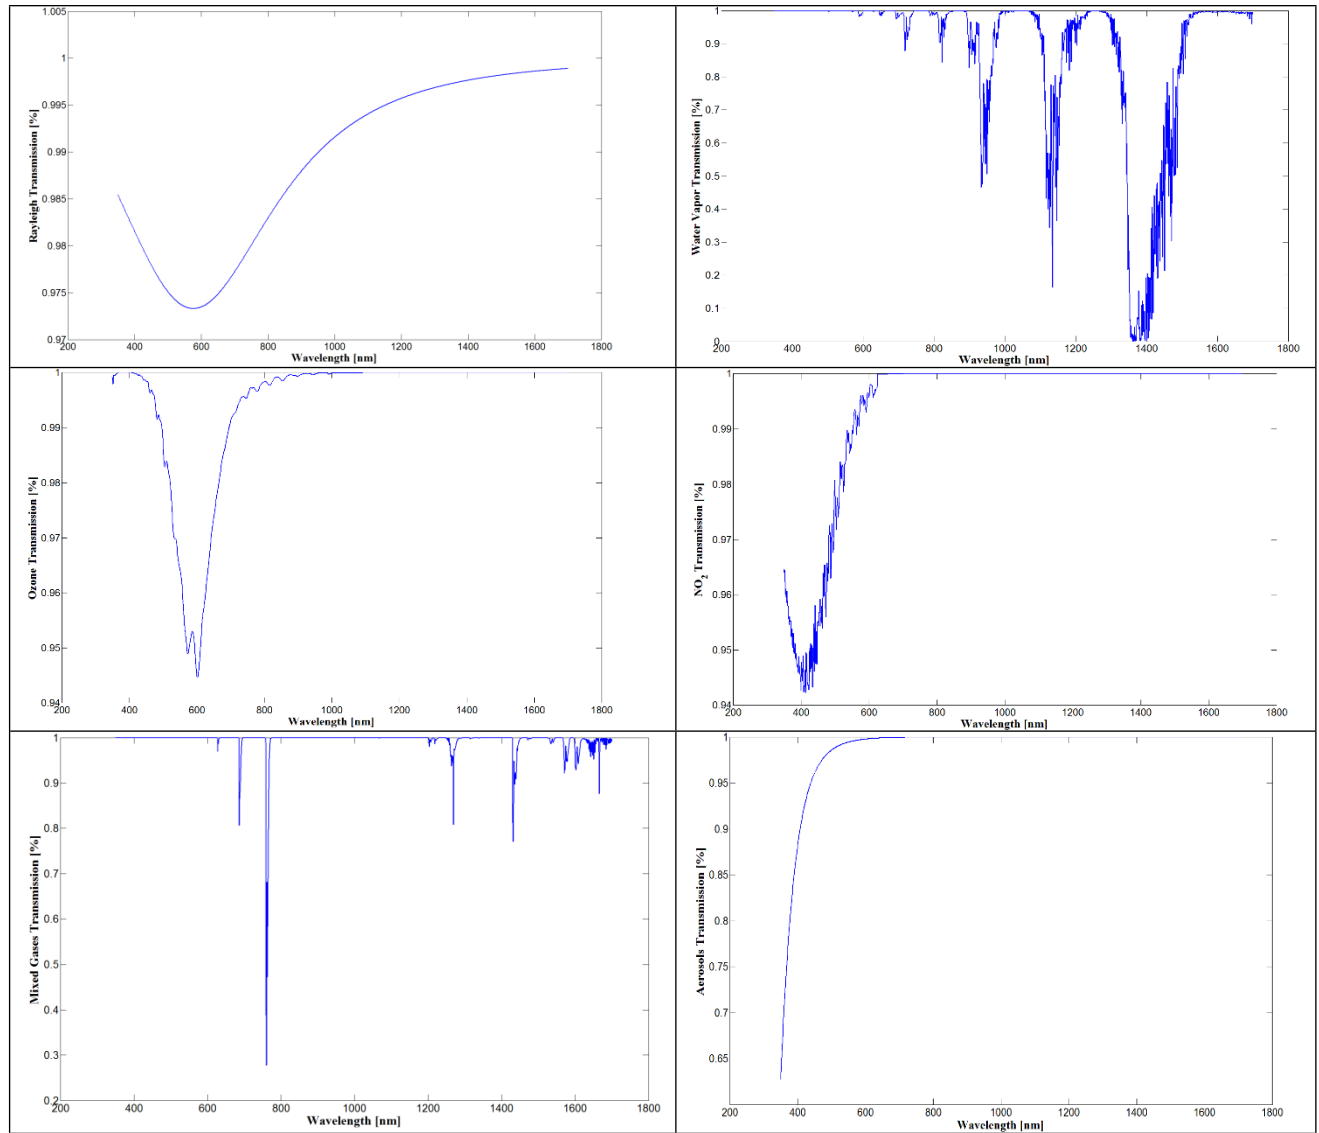 Rayleigh Transmission [%]
1.005
1
0.995
0.99
0.985
0.98
0.975
0.97
200 400 600 800 1000 1200 1400 1600 1800
Wavelength [nm]
Water Vapor Transmission [%]
1
0.9
0.8
0.7
0.6
0.5
0.4
0.3
0.2
0.1
0
200 400 600 800 1000 1200 1400 1600 1800
Wavelength [nm]
Ozone Transmission [%]
1
0.99
0.98
0.97
0.96
0.95
0.94
200 400 600 800 1000 1200 1400 1600 1800
Wavelength [nm]
NO2 Transmission [%]
1
0.99
0.98
0.97
0.96
0.95
0.94
200 400 600 800 1000 1200 1400 1600 1800
Wavelength [nm]
Mixed Gases Transmission [%]
1
0.9
0.8
0.7
0.6
0.5
0.4
0.3
0.2
200 400 600 800 1000 1200 1400 1600 1800
Wavelength [nm]
Aerosols Transmission [%]
1
0.95
0.9
0.85
0.8
0.75
0.7
0.65
200 400 600 800 1000 1200 1400 1600 1800
Wavelength [nm]